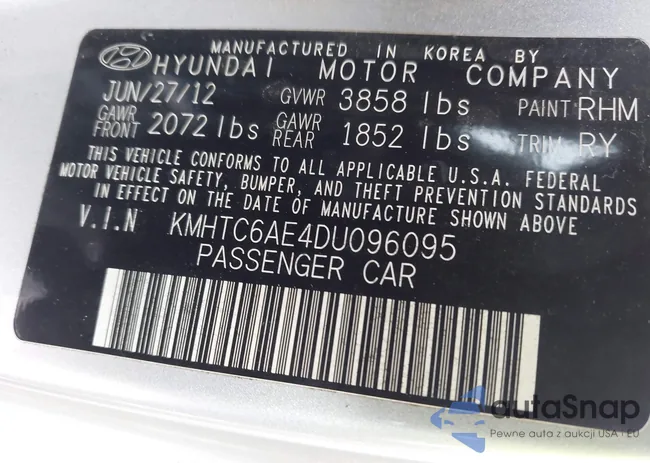 MANUFACTURED IN KOREA BY
HYUNDAI MOTOR COMPANY
JUN/27/12 GVWR 3858 lbs PAINT RHM
GAWR FRONT 2072 lbs GAWR REAR 1852 lbs TRIM RY
THIS VEHICLE CONFORMS TO ALL APPLICABLE U.S.A. FEDERAL
MOTOR VEHICLE SAFETY, BUMPER, AND THEFT PREVENTION STANDARDS
IN EFFECT ON THE DATE OF MANUFACTURE SHOWN ABOVE
V.I.N KMHTC6AE4DU096095
PASSENGER CAR
autaSnap
Pewne auta z aukcji USA i EU